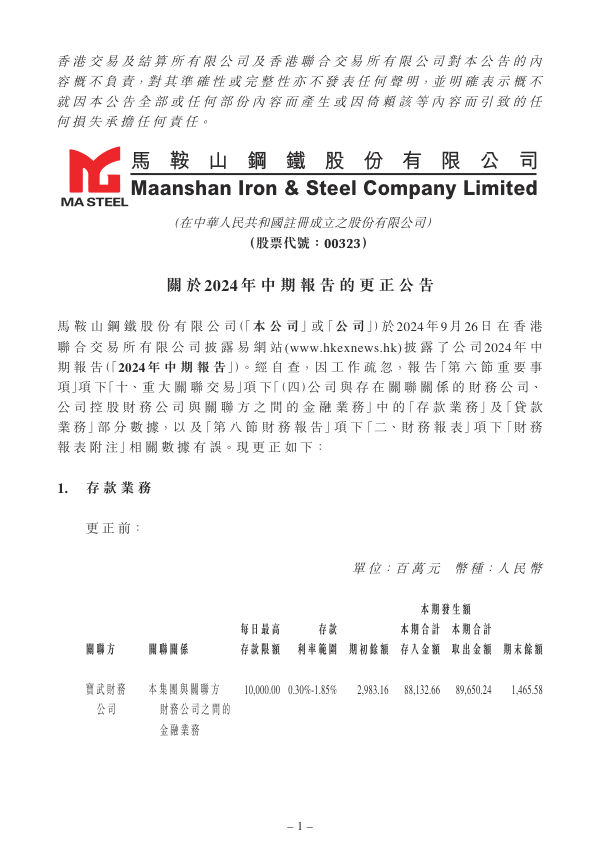 香港交易及結算所有限公司及香港聯合交易所有限公司對本公告的內
容概不負責，對其準確性或完整性亦不發表任何聲明，並明確表示概不
就因本公告全部或任何部份內容而產生或因倚賴該等內容而引致的任
何損失承擔任何責任。
馬鞍山鋼鐵股份有限公司
Maanshan Iron & Steel Company Limited
MA STEEL
(在中華人民共和國註冊成立之股份有限公司)
(股票代號：00323)
關於2024年中期報告的更正公告
馬鞍山鋼鐵股份有限公司(「本公司」或「公司」)於2024年9月26日在香港
聯合交易所有限公司披露易網站(www.hkexnews.hk)披露了公司2024年中
期報告(「2024年中期報告」)。經自查，因工作疏忽，報告「第六節重要事
項」項下「十、重大關聯交易」項下「(四)公司與存在關聯關係的財務公司、
公司控股財務公司與關聯方之間的金融業務」中的「存款業務」及「貸款
業務」部分數據，以及「第八節財務報告」項下「二、財務報表」項下「財務
報表附注」相關數據有誤。現更正如下：
1. 存款業務
更正前：
單位：百萬元 幣種：人民幣
本期發生額
每日最高 存款 本期合計 本期合計
關聯方 關聯關係 存款限額 利率範圍 期初餘額 存入金額 取出金額 期末餘額
寶武財務 本集團與關聯方 10,000.00 0.30%-1.85% 2,983.16 88,132.66 89,650.24 1,465.58
公司 財務公司之間的
金融業務
– 1 –